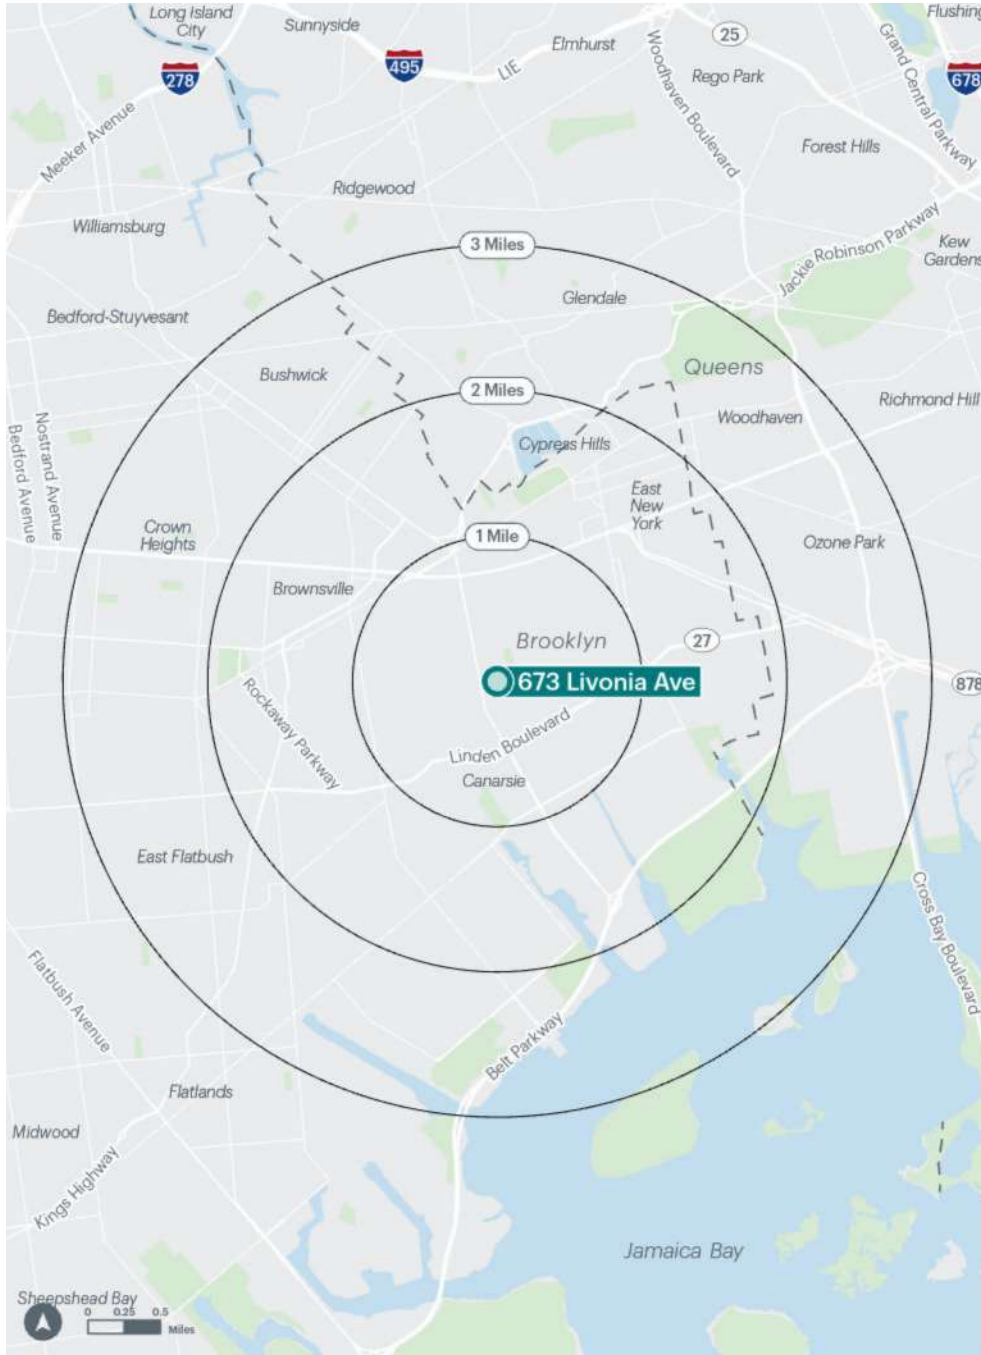 Long Island
City
Sunnyside
Flushing
278
495
LIE
Elmhurst
25
678
Woodhaven Boulevard
Rego Park
Grand Central Parkway
Meeker Avenue
Forest Hills
Ridgewood
Williamsburg
3 Miles
Jackie Robinson Parkway
Kew
Gardens
Glendale
Bedford-Stuyvesant
Bushwick
Queens
2 Miles
Richmond Hill
Woodhaven
Nostrand Avenue
Bedford Avenue
Cypress Hills
East
New
York
Crown
Heights
1 Mile
Ozone Park
Brownsville
Brooklyn
27
673 Livonia Ave
878
Rockaway Parkway
Linden Boulevard
Canarsie
East Flatbush
Cross Bay Boulevard
Flatbush Avenue
Belt Parkway
Flatlands
Midwood
Kings Highway
Jamaica Bay
Sheepshead Bay
0 0.25 0.5
Miles